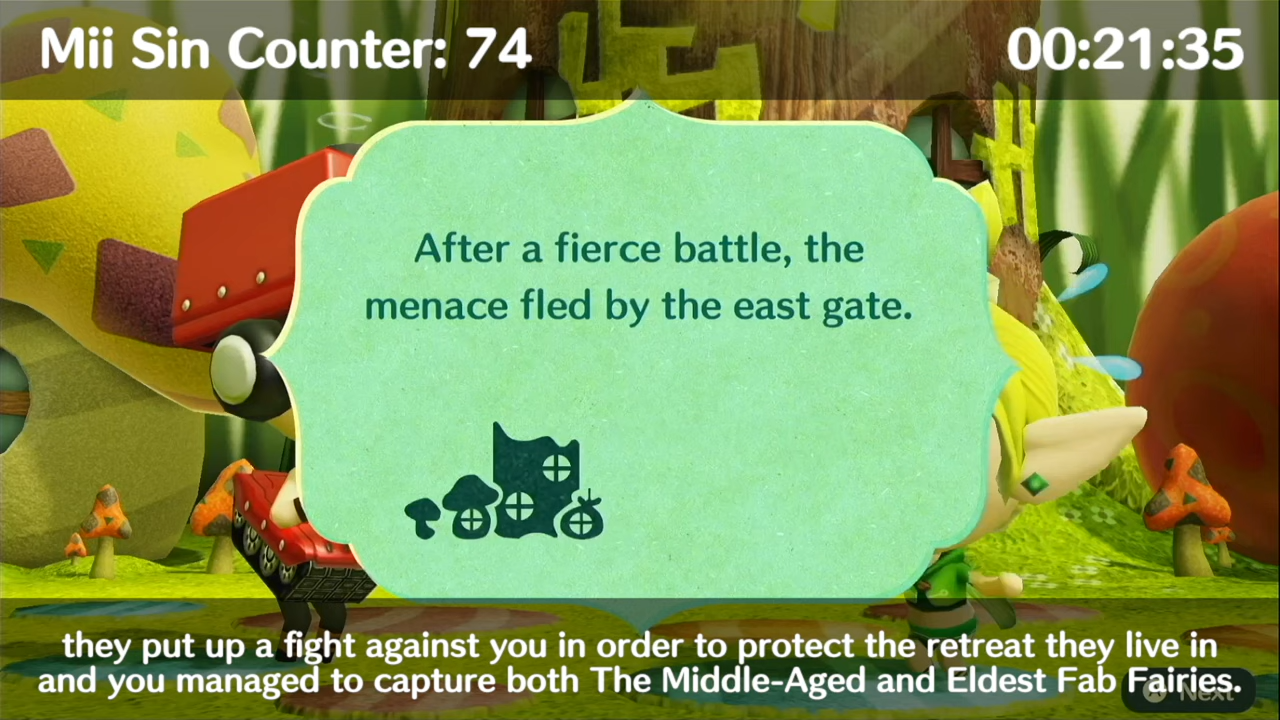 Mii Sin Counter: 74
00:21:35
After a fierce battle, the
menace fled by the east gate.
they put up a fight against you in order to protect the retreat they live in
and you managed to capture both The Middle-Aged and Eldest Fab Fairies.
A Next